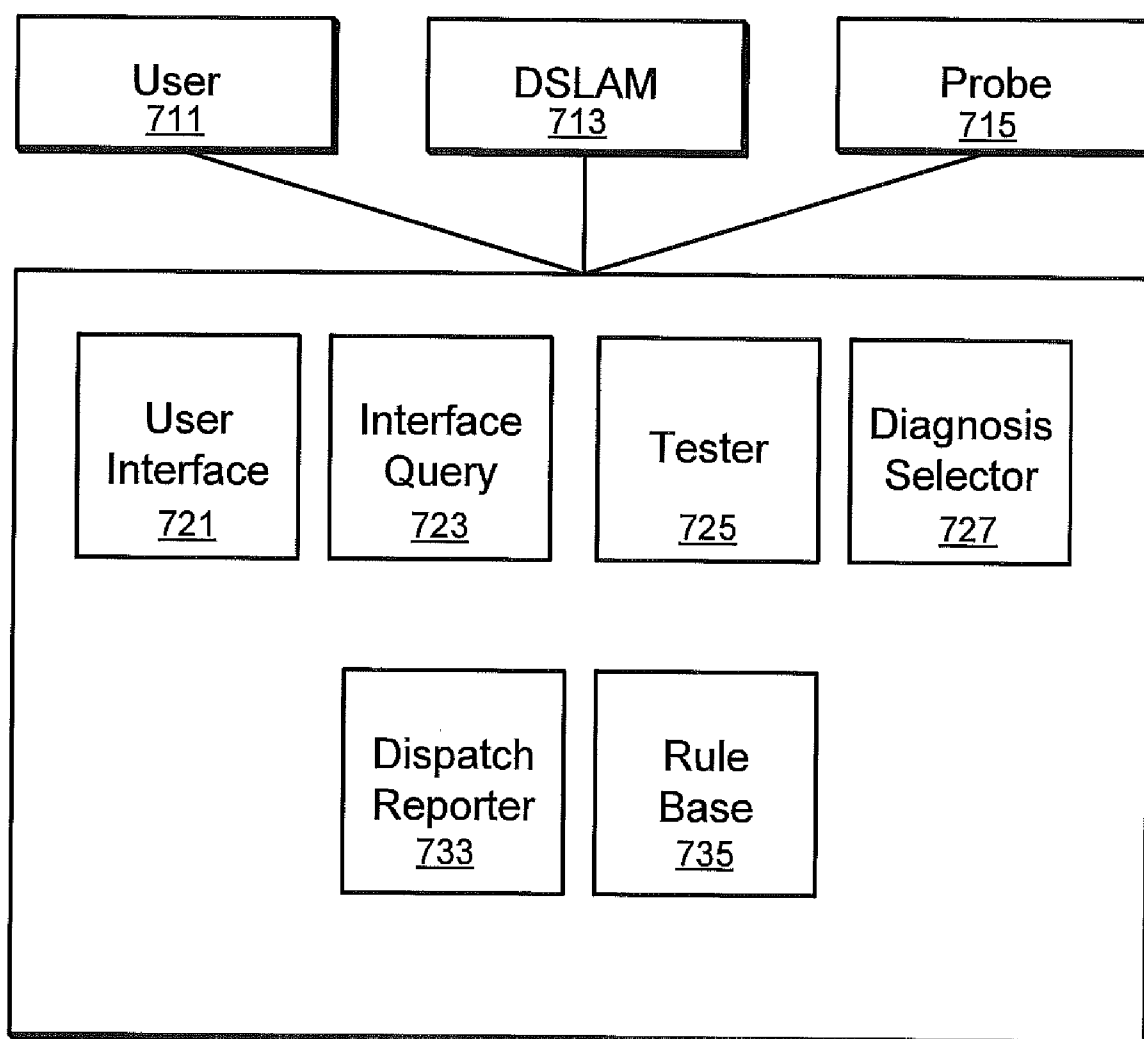 User
711
DSLAM
713
Probe
715
User
Interface
721
Interface
Query
723
Tester
725
Diagnosis
Selector
727
Dispatch
Reporter
733
Rule
Base
735